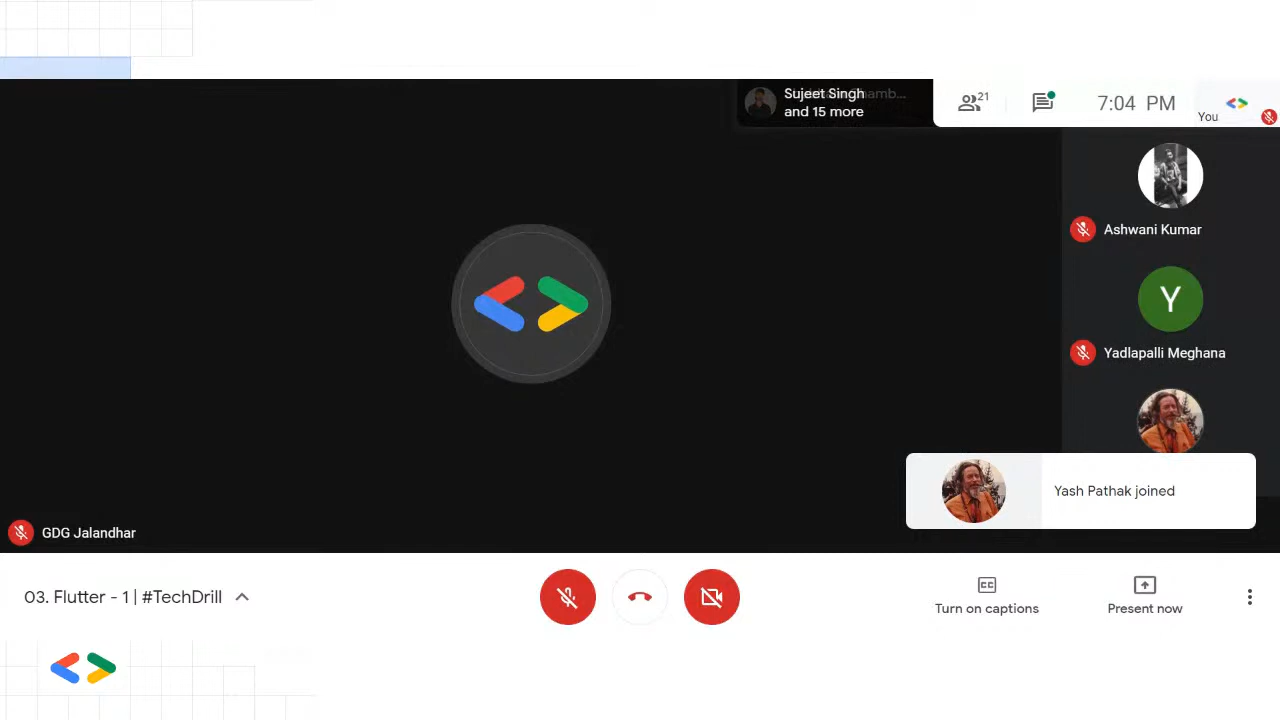 Sujeet Singh
and 15 more
21
7:04 PM
You
Ashwani Kumar
Y
Yadlapalli Meghana
Yash Pathak joined
GDG Jalandhar
03. Flutter - 1 | #TechDrill
Turn on captions
Present now